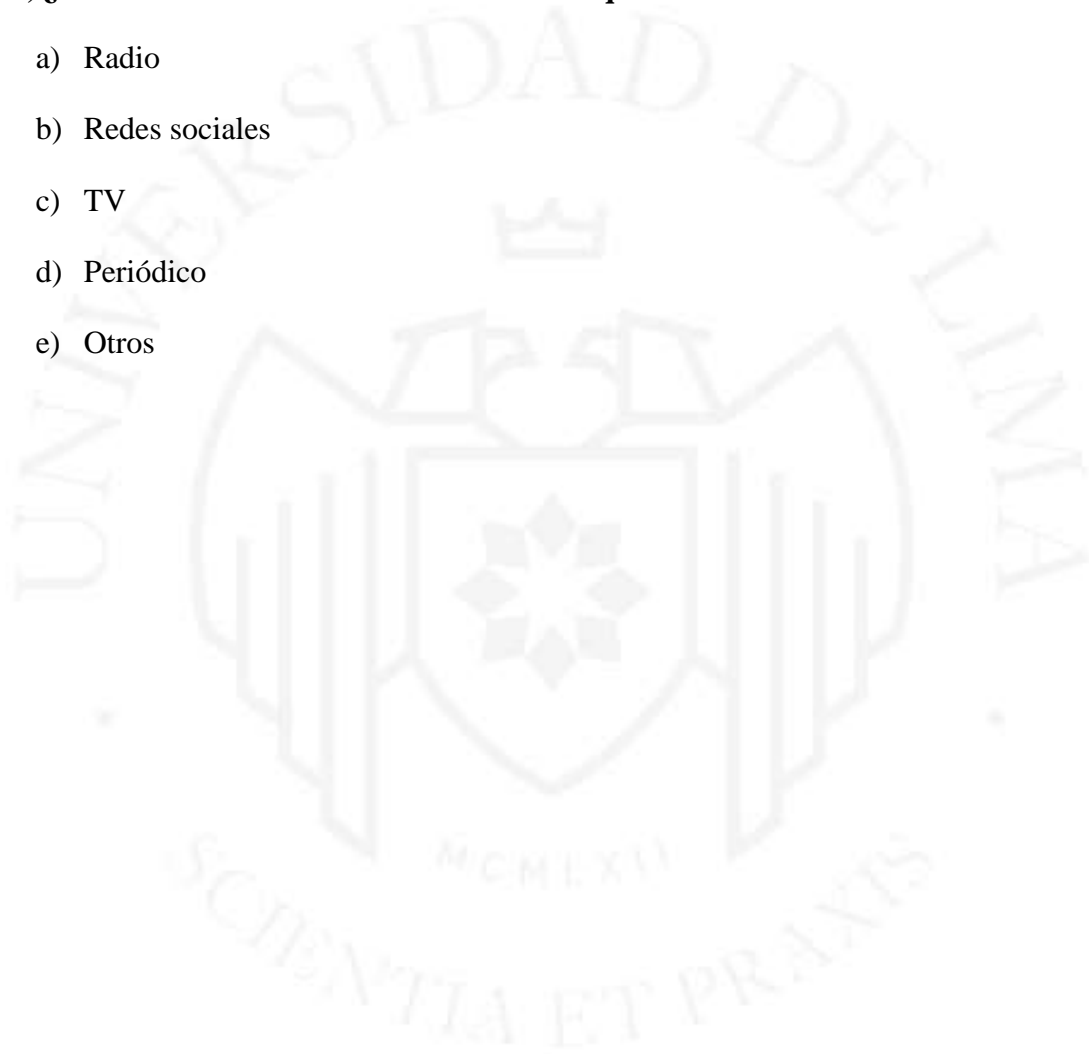 a) Radio
b) Redes sociales
c) TV
d) Periódico
e) Otros
UNIVERSIDAD DE LIMA
MCMLXII
SCIENTIA ET PRAXIS